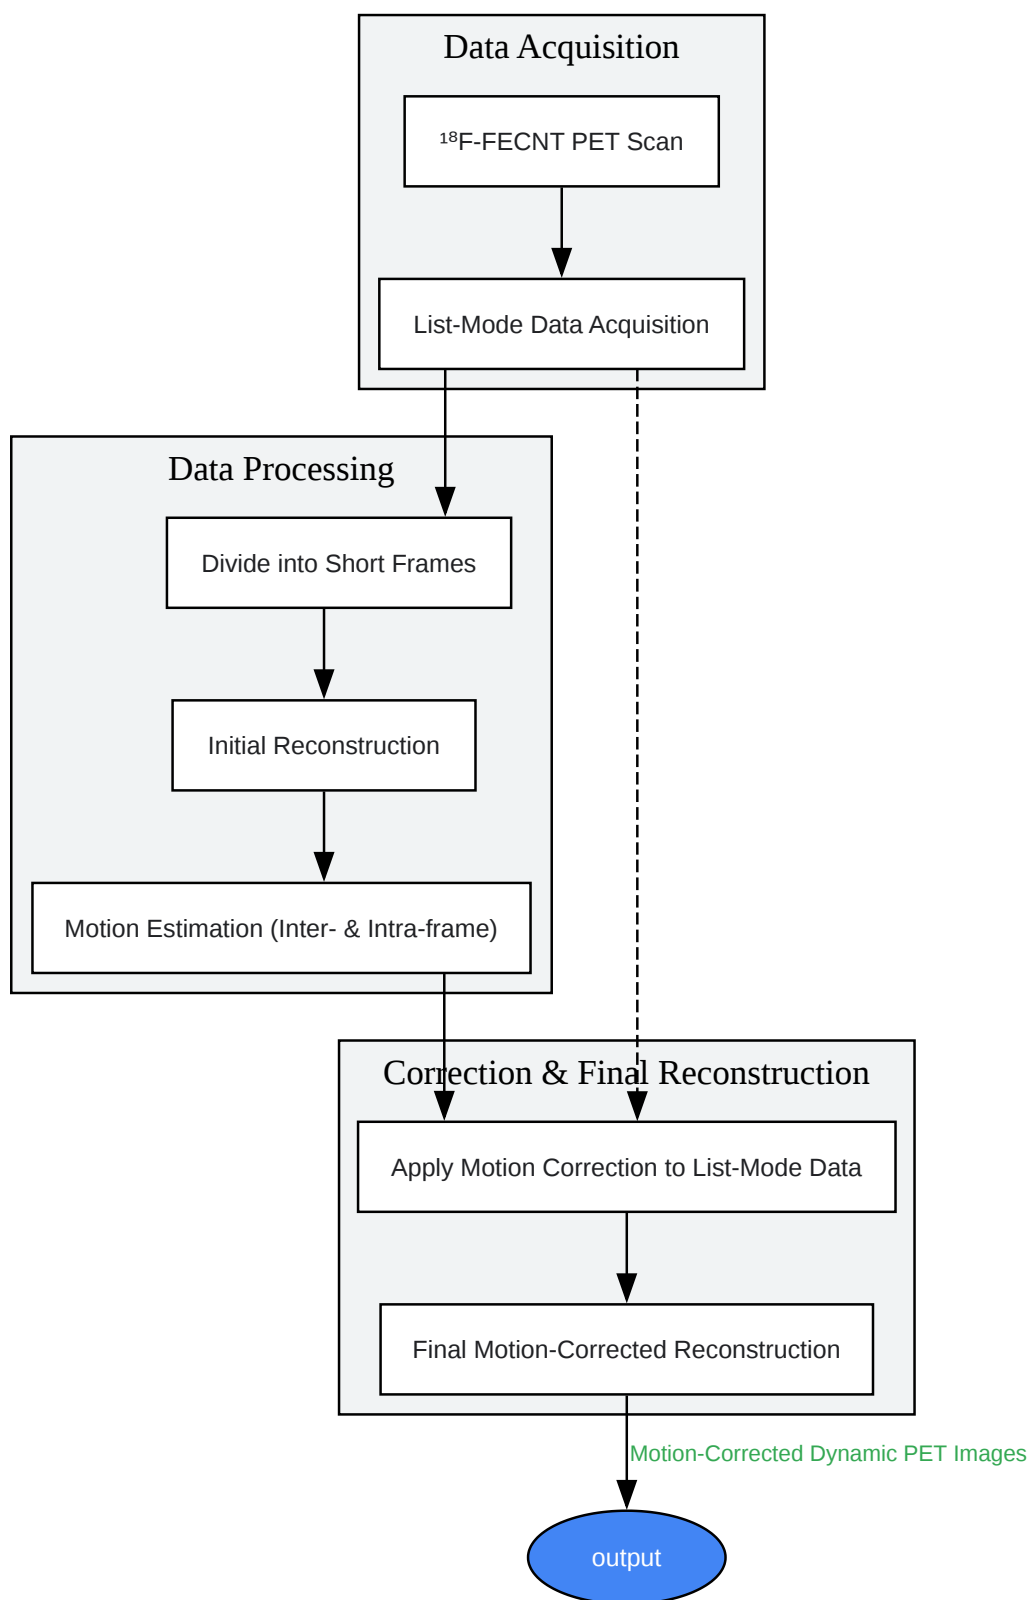 Data Acquisition
¹⁸F-FECNT PET Scan
List-Mode Data Acquisition
Data Processing
Divide into Short Frames
Initial Reconstruction
Motion Estimation (Inter- & Intra-frame)
Correction & Final Reconstruction
Apply Motion Correction to List-Mode Data
Final Motion-Corrected Reconstruction
Motion-Corrected Dynamic PET Images
output